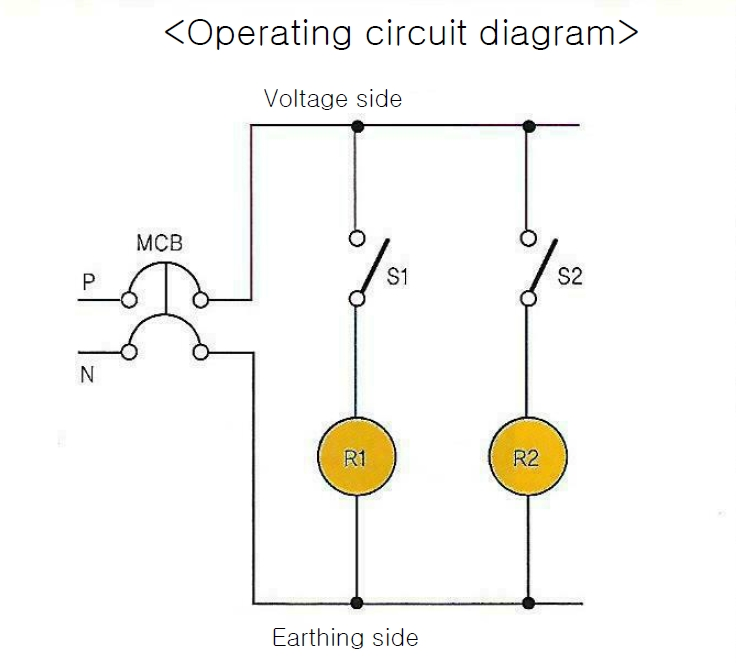 <Operating circuit diagram>
Voltage side
MCB
P
S1
S2
N
R1
R2
Earthing side